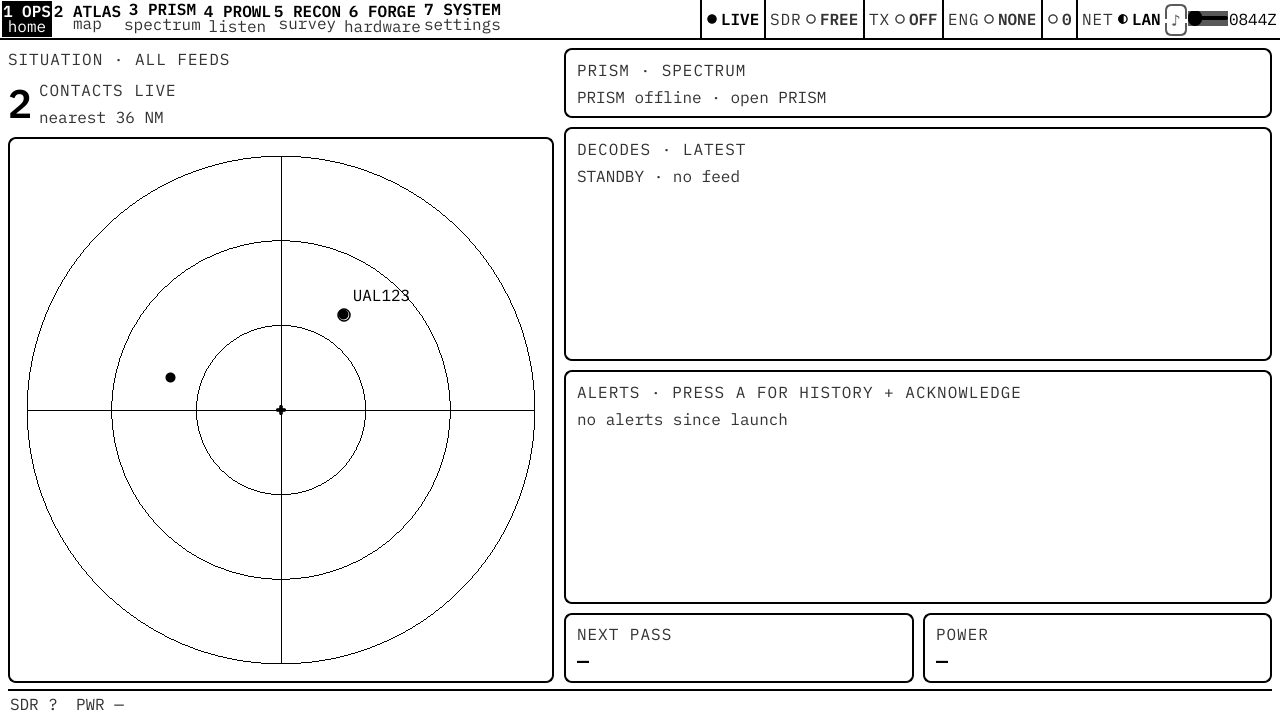 1 OPS 2 ATLAS 3 PRISM 4 PROWL 5 RECON 6 FORGE 7 SYSTEM
home map spectrum listen survey hardware settings
LIVE SDR FREE TX OFF ENG NONE 0 NET LAN ♪ 0844Z
SITUATION · ALL FEEDS
2 CONTACTS LIVE
nearest 36 NM
UAL123
PRISM · SPECTRUM
PRISM offline · open PRISM
DECODES · LATEST
STANDBY · no feed
ALERTS · PRESS A FOR HISTORY + ACKNOWLEDGE
no alerts since launch
NEXT PASS
—
POWER
—
SDR ? PWR —